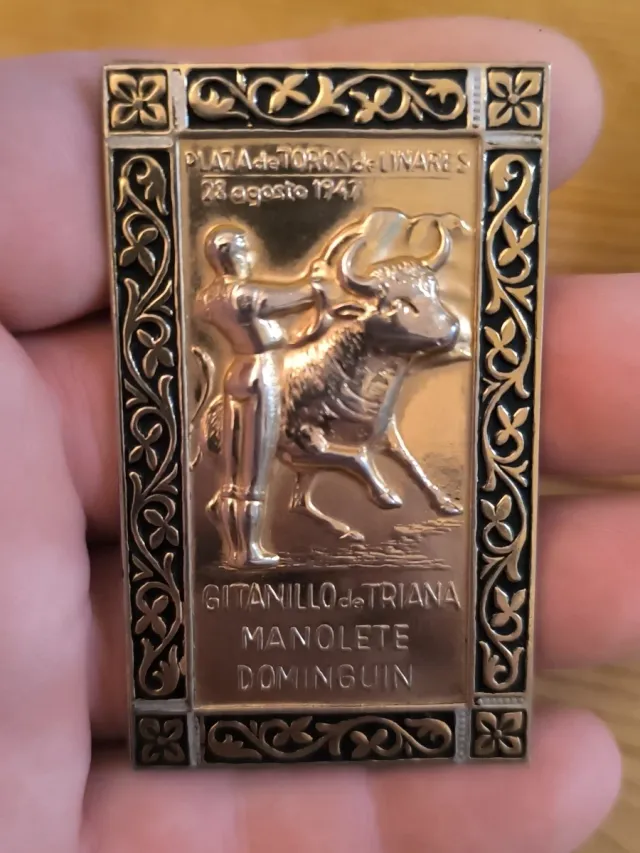 PLAZA de TOROS de LINARES
28 agosto 1947
GITANILLO de TRIANA
MANOLETE
DOMINGUIN